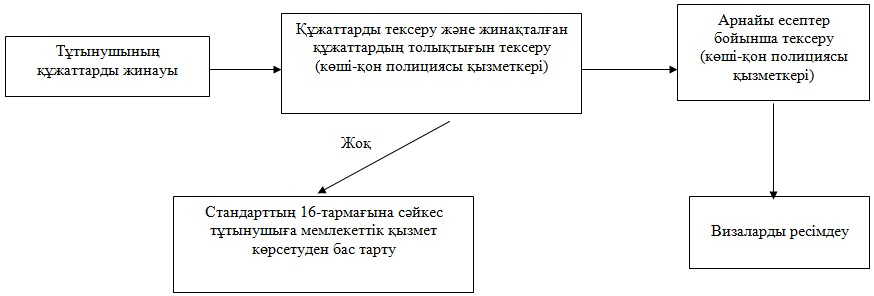 Тұтынушының
құжаттарды жинауы
Құжаттарды тексеру және жинақталған
құжаттардың толықтығын тексеру
(көші-қон полициясы қызметкері)
Арнайы есептер
бойынша тексеру
(көші-қон полициясы
қызметкері)
Жоқ
Стандарттың 16-тармағына сәйкес
тұтынушыға мемлекеттік қызмет
көрсетуден бас тарту
Визаларды ресімдеу